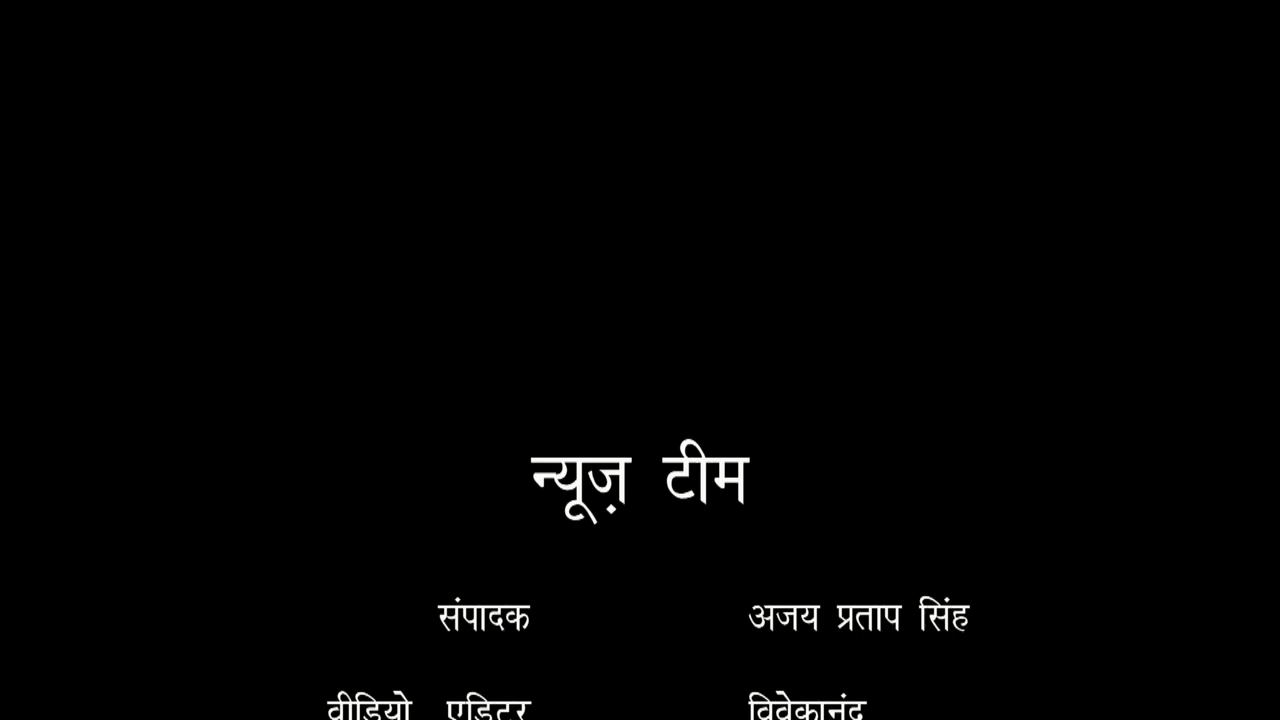 न्यूज़ टीम
संपादक अजय प्रताप सिंह
वीडियो एडिटर विवेकानंद